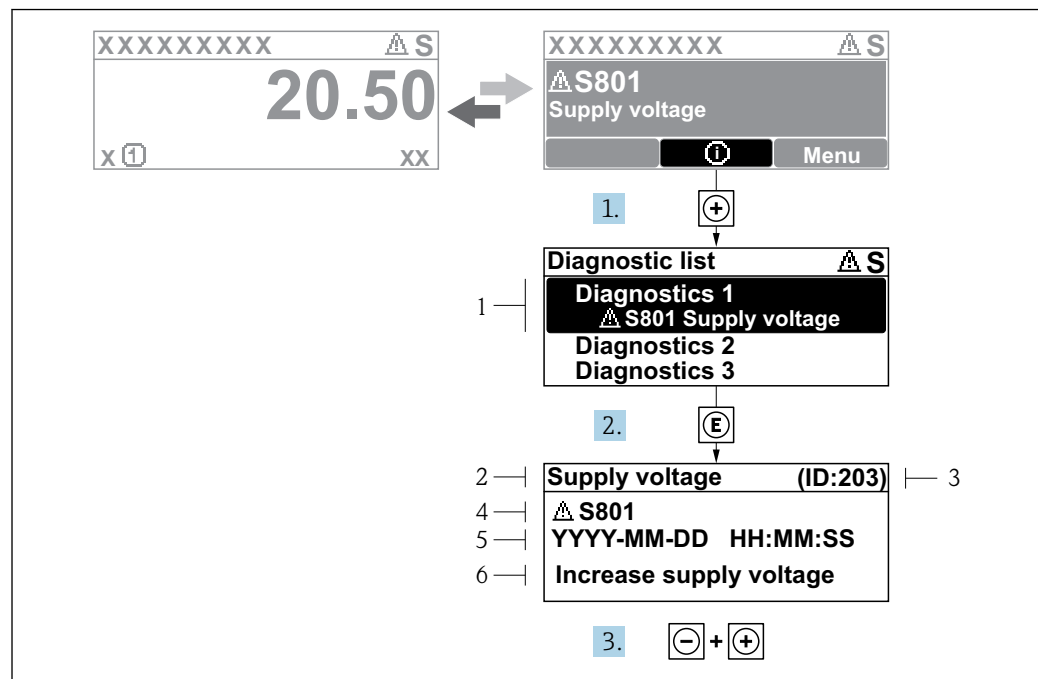 XXXXXXXXX ⚠ S
20.50
X ① XX
XXXXXXXXX ⚠ S
⚠ S801
Supply voltage
ⓘ Menu
1. +
Diagnostic list ⚠ S
1
Diagnostics 1
⚠ S801 Supply voltage
Diagnostics 2
Diagnostics 3
2. E
2 Supply voltage (ID:203) 3
4 ⚠ S801
5 YYYY-MM-DD HH:MM:SS
6 Increase supply voltage
3. - + +